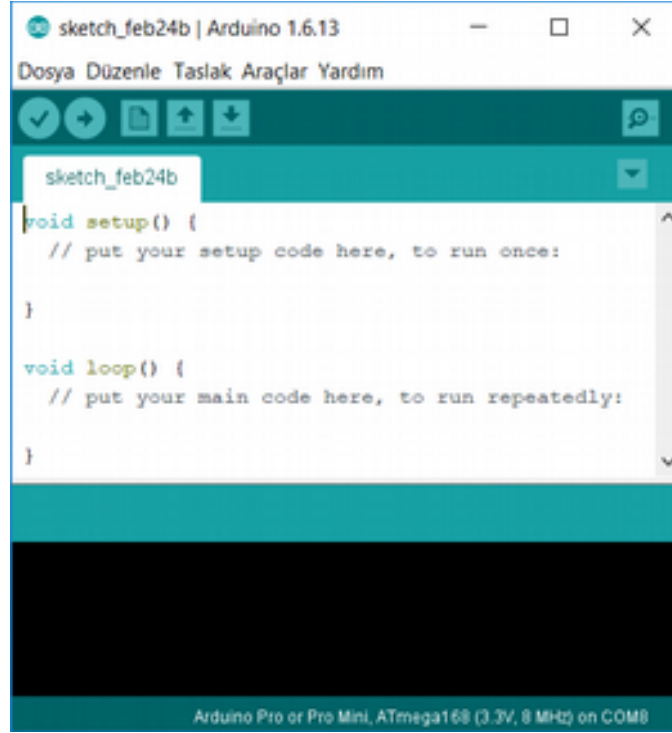 sketch_feb24b | Arduino 1.6.13
Dosya Düzenle Taslak Araçlar Yardım
sketch_feb24b
void setup() {
// put your setup code here, to run once:
}
void loop() {
// put your main code here, to run repeatedly:
}
Arduino Pro or Pro Mini, ATmega168 (3.3V, 8 MHz) on COM8